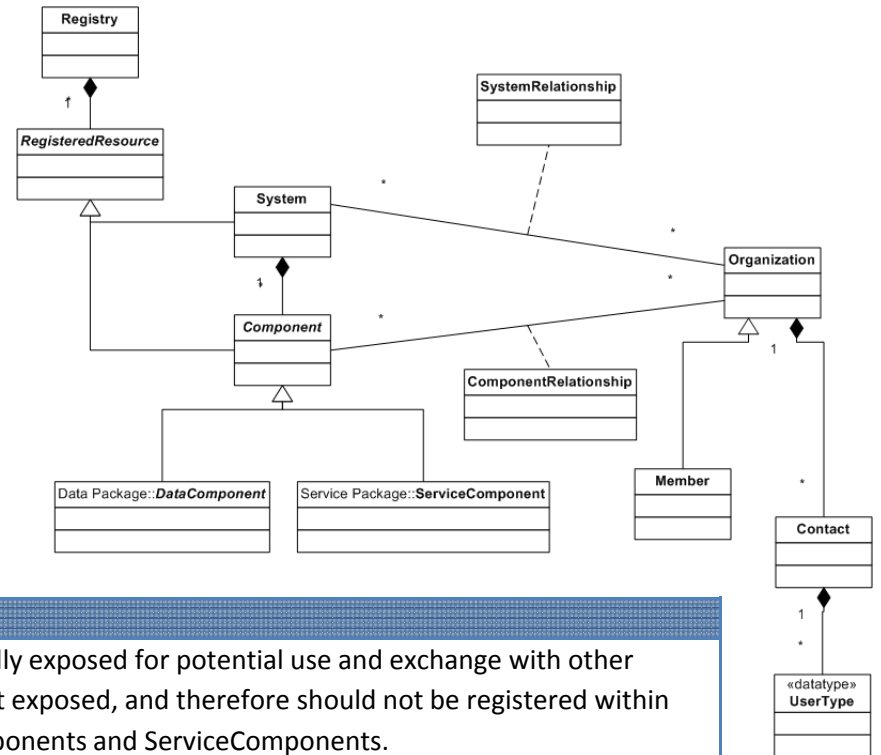 Registry
1
*
RegisteredResource
SystemRelationship
System
*
*
Organization
1
*
Component
*
*
ComponentRelationship
1
Data Package::DataComponent
Service Package::ServiceComponent
Member
*
Contact
1
*
«datatype»
UserType
lly exposed for potential use and exchange with other
t exposed, and therefore should not be registered within
ponents and ServiceComponents.